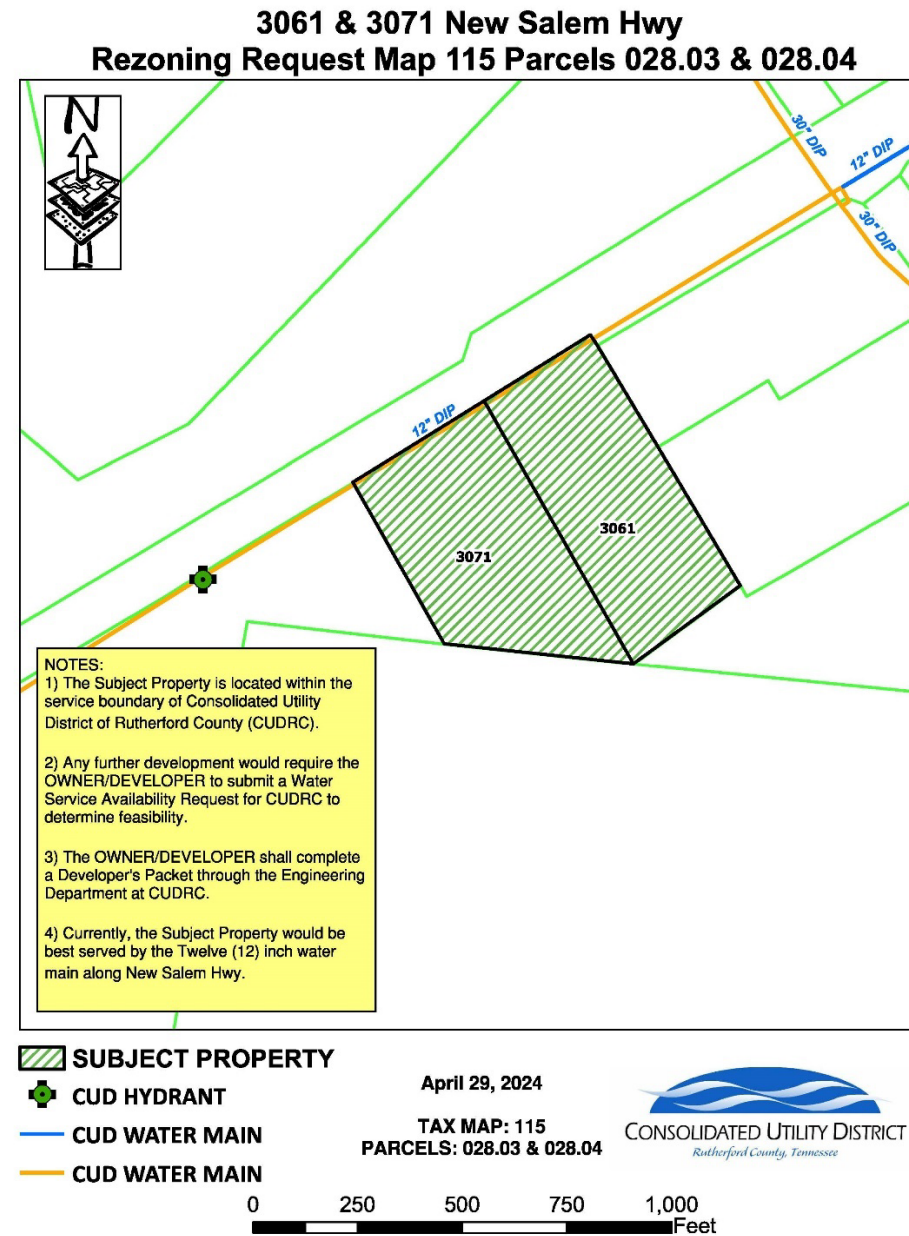 3061 & 3071 New Salem Hwy
Rezoning Request Map 115 Parcels 028.03 & 028.04
N
30" DIP
12" DIP
30" DIP
12" DIP
3071
3061
NOTES:
1) The Subject Property is located within the
service boundary of Consolidated Utility
District of Rutherford County (CUDRC).
2) Any further development would require the
OWNER/DEVELOPER to submit a Water
Service Availability Request for CUDRC to
determine feasibility.
3) The OWNER/DEVELOPER shall complete
a Developer's Packet through the Engineering
Department at CUDRC.
4) Currently, the Subject Property would be
best served by the Twelve (12) inch water
main along New Salem Hwy.
SUBJECT PROPERTY
CUD HYDRANT
CUD WATER MAIN
CUD WATER MAIN
April 29, 2024
TAX MAP: 115
PARCELS: 028.03 & 028.04
CONSOLIDATED UTILITY DISTRICT
Rutherford County, Tennessee
0 250 500 750 1,000
Feet